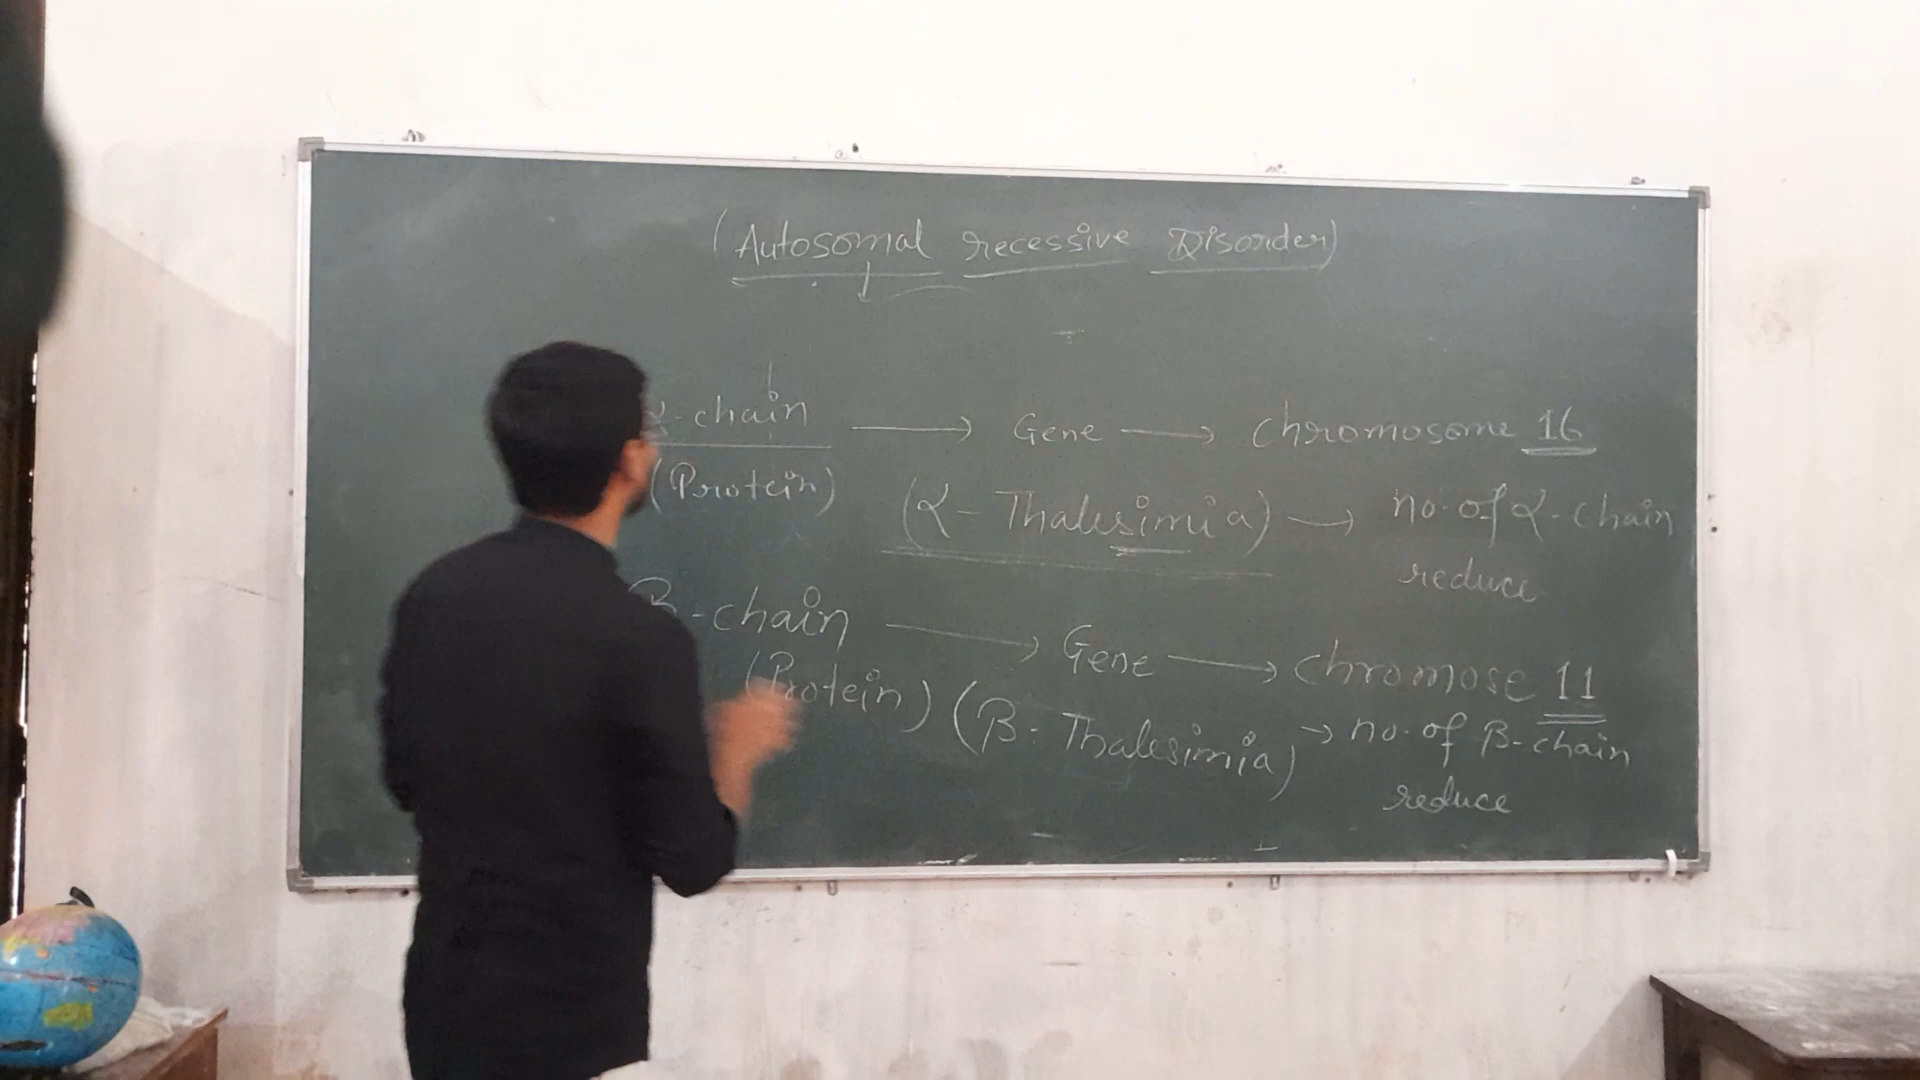 (Autosomal recessive Disorder)
α-chain → Gene → Chromosome 16
(Protein)
(α- Thalesimia) → no. of α-chain
reduce
β-chain → Gene → chromose 11
(Protein)
(β- Thalesimia) → no. of β-chain
reduce